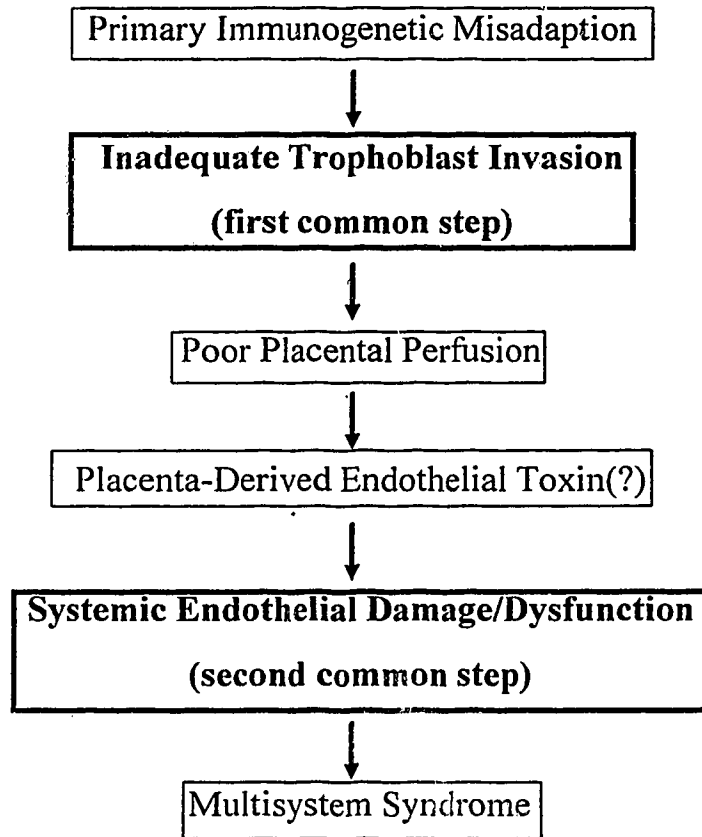 Primary Immunogenetic Misadaption
Inadequate Trophoblast Invasion
(first common step)
Poor Placental Perfusion
Placenta-Derived Endothelial Toxin(?)
Systemic Endothelial Damage/Dysfunction
(second common step)
Multisystem Syndrome